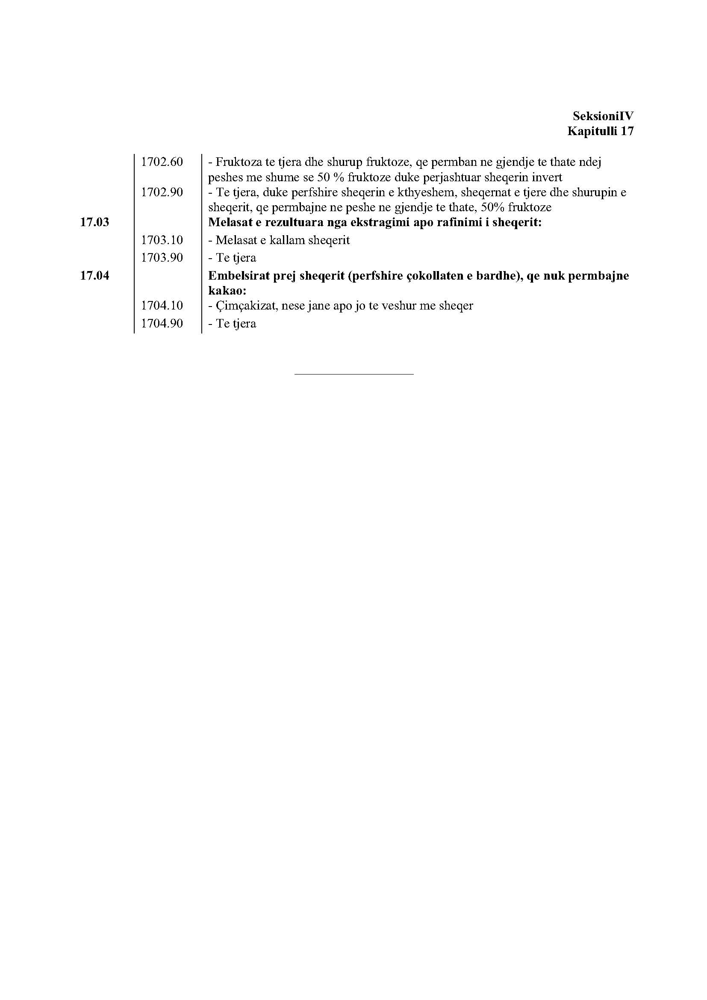 SeksioniIV
Kapitulli 17
1702.60 - Fruktoza te tjera dhe shurup fruktoze, qe permban ne gjendje te thate ndej
peshes me shume se 50 % fruktoze duke perjashtuar sheqerin invert
1702.90 - Te tjera, duke perfshire sheqerin e kthyeshem, sheqernat e tjere dhe shurupin e
sheqerit, qe permbajne ne peshe ne gjendje te thate, 50% fruktoze
17.03 Melasat e rezultuara nga ekstragimi apo rafinimi i sheqerit:
1703.10 - Melasat e kallam sheqerit
1703.90 - Te tjera
17.04 Embelsirat prej sheqerit (perfshire çokollaten e bardhe), qe nuk permbajne
kakao:
1704.10 - Çimçakizat, nese jane apo jo te veshur me sheqer
1704.90 - Te tjera